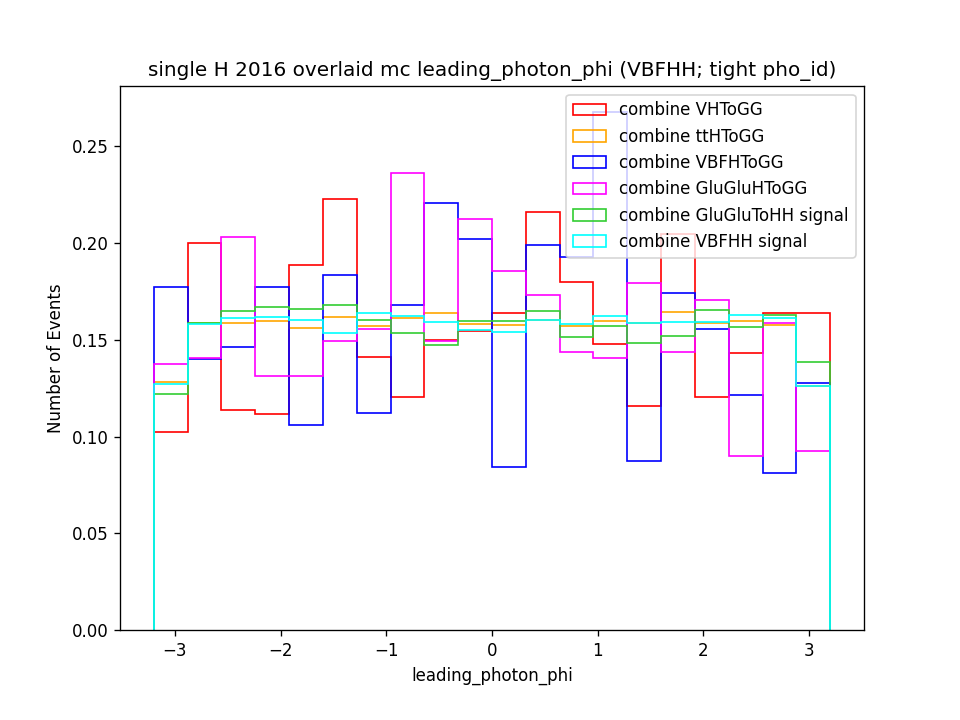 single H 2016 overlaid mc leading_photon_phi (VBFHH; tight pho_id)
combine VHToGG
combine ttHToGG
combine VBFHToGG
combine GluGluHToGG
combine GluGluToHH signal
combine VBFHH signal
Number of Events
0.25
0.20
0.15
0.10
0.05
0.00
−3
−2
−1
0
1
2
3
leading_photon_phi